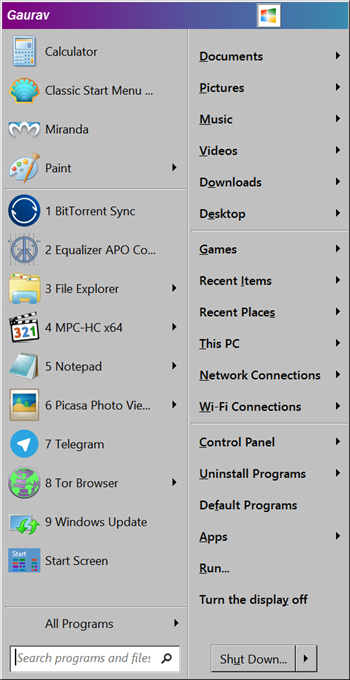 Gaurav
Calculator
Classic Start Menu ...
Miranda
Paint
1 BitTorrent Sync
2 Equalizer APO Co...
3 File Explorer
4 MPC-HC x64
321
5 Notepad
6 Picasa Photo Vie...
7 Telegram
8 Tor Browser
9 Windows Update
Start
Start Screen
All Programs
Search programs and files
Documents
Pictures
Music
Videos
Downloads
Desktop
Games
Recent Items
Recent Places
This PC
Network Connections
Wi-Fi Connections
Control Panel
Uninstall Programs
Default Programs
Apps
Run...
Turn the display off
Shut Down...